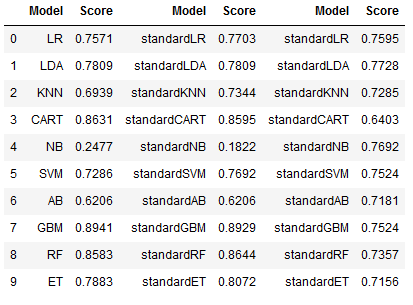 Model Score Model Score Model Score
0 LR 0.7571 standardLR 0.7703 standardLR 0.7595
1 LDA 0.7809 standardLDA 0.7809 standardLDA 0.7728
2 KNN 0.6939 standardKNN 0.7344 standardKNN 0.7285
3 CART 0.8631 standardCART 0.8595 standardCART 0.6403
4 NB 0.2477 standardNB 0.1822 standardNB 0.7692
5 SVM 0.7286 standardSVM 0.7692 standardSVM 0.7524
6 AB 0.6206 standardAB 0.6206 standardAB 0.7181
7 GBM 0.8941 standardGBM 0.8929 standardGBM 0.7524
8 RF 0.8583 standardRF 0.8644 standardRF 0.7357
9 ET 0.7883 standardET 0.8072 standardET 0.7156